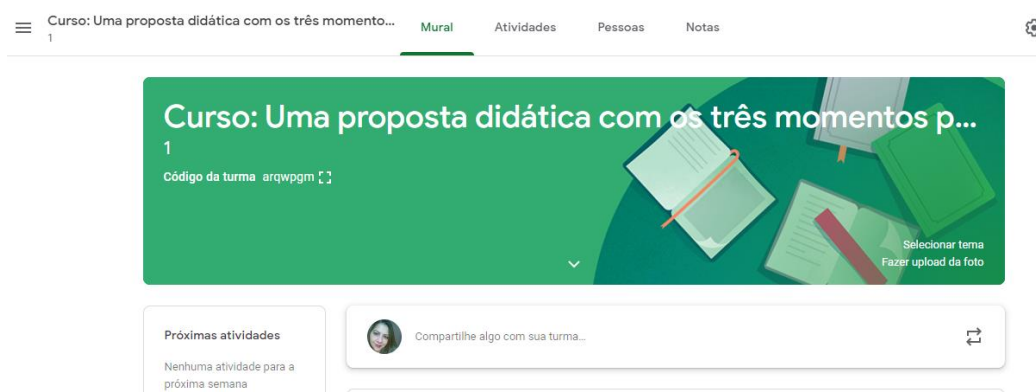 Curso: Uma proposta didática com os três momento...
1
Mural Atividades Pessoas Notas
Curso: Uma proposta didática com os três momentos p...
1
Código da turma arqwpgm
Selecionar tema
Fazer upload da foto
Próximas atividades
Nenhuma atividade para a
próxima semana
Compartilhe algo com sua turma...